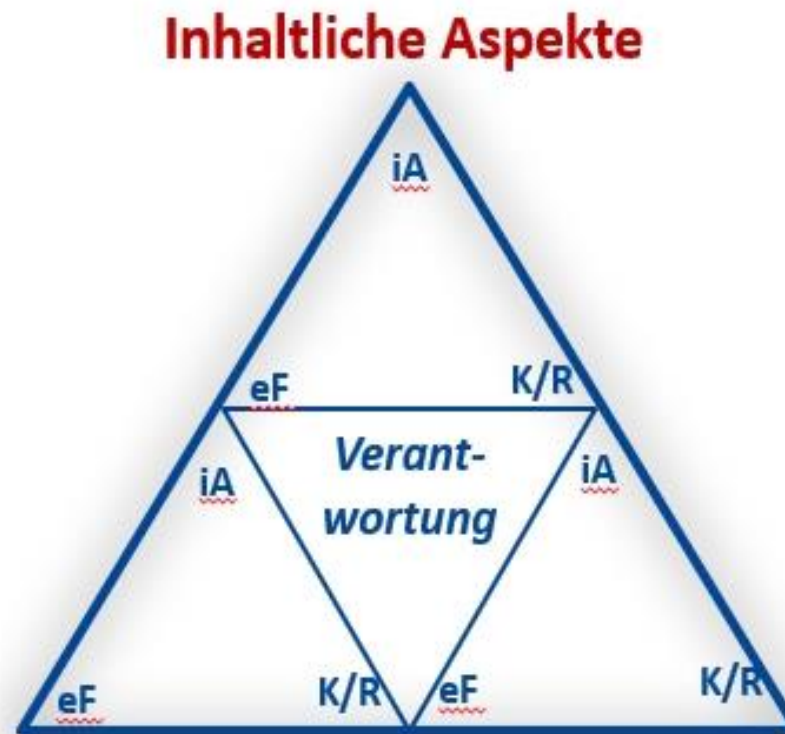 Inhaltliche Aspekte
iA
eF K/R
Verant-
iA iA
wortung
eF K/R eF K/R